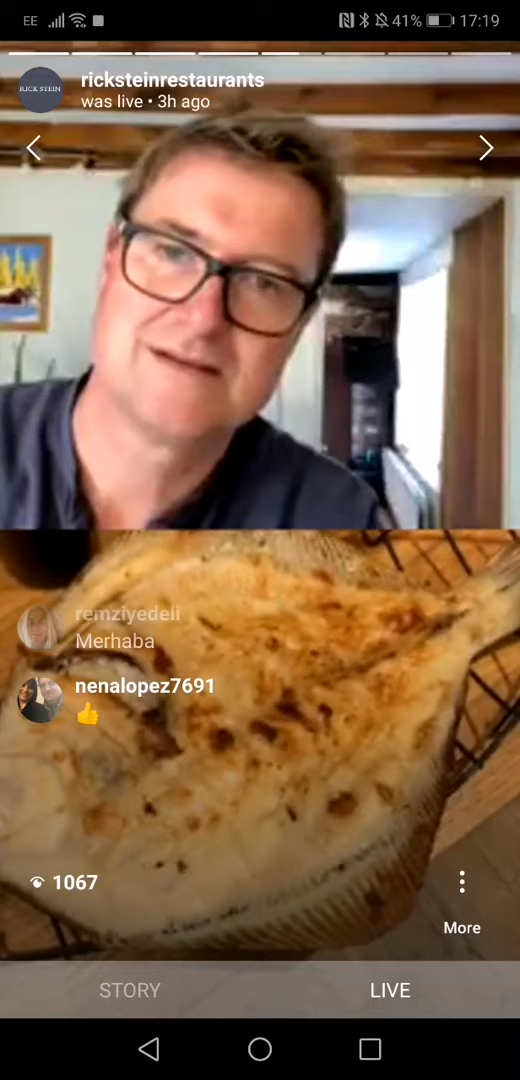 EE 41% 17:19
RICK STEIN
ricksteinrestaurants
was live • 3h ago
remziyedeli
Merhaba
nenalopez7691
👍
1067
More
STORY LIVE